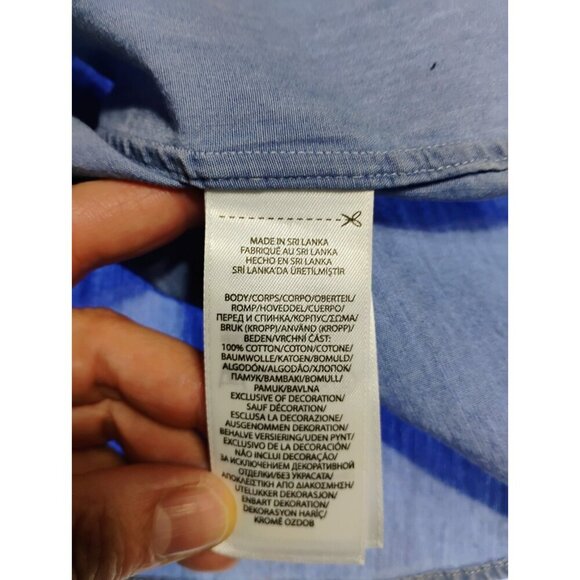 MADE IN SRI LANKA
FABRIQUÉ AU SRI LANKA
HECHO EN SRI LANKA
SRİ LANKA'DA ÜRETİLMİŞTİR
BODY/CORPS/CORPO/OBERTEIL/
ROMP/HOVEDDEL/CUERPO/
ПЕРЕД И СПИНКА/КОРПУС/ΣΩΜΑ/
BRUK (KROPP)/ANVÄND (KROPP)/
BEDEN/VRCHNÍ ČÁST:
100% COTTON/COTON/COTONE/
BAUMWOLLE/KATOEN/BOMULD/
ALGODÓN/ALGODÃO/ХЛОПОК/
ПАМУК/ΒΑΜΒΑΚΙ/BOMULL/
PAMUK/BAVLNA
EXCLUSIVE OF DECORATION/
SAUF DÉCORATION/
ESCLUSA LA DECORAZIONE/
AUSGENOMMEN DEKORATION/
BEHALVE VERSIERING/UDEN PYNT/
EXCLUSIVO DE LA DECORACIÓN/
NÃO INCLUI DECORAÇÃO/
ЗА ИСКЛЮЧЕНИЕМ ДЕКОРАТИВНОЙ
ОТДЕЛКИ/БЕЗ УКРАСАТА/
ΑΠΟΚΛΕΙΣΤΙΚΗ ΑΠΟ ΔΙΑΚΟΣΜΗΣΗ/
UTELUKKER DEKORASJON/
ENBART DEKORATION/
DEKORASYON HARİÇ/
KROMĚ OZDOB